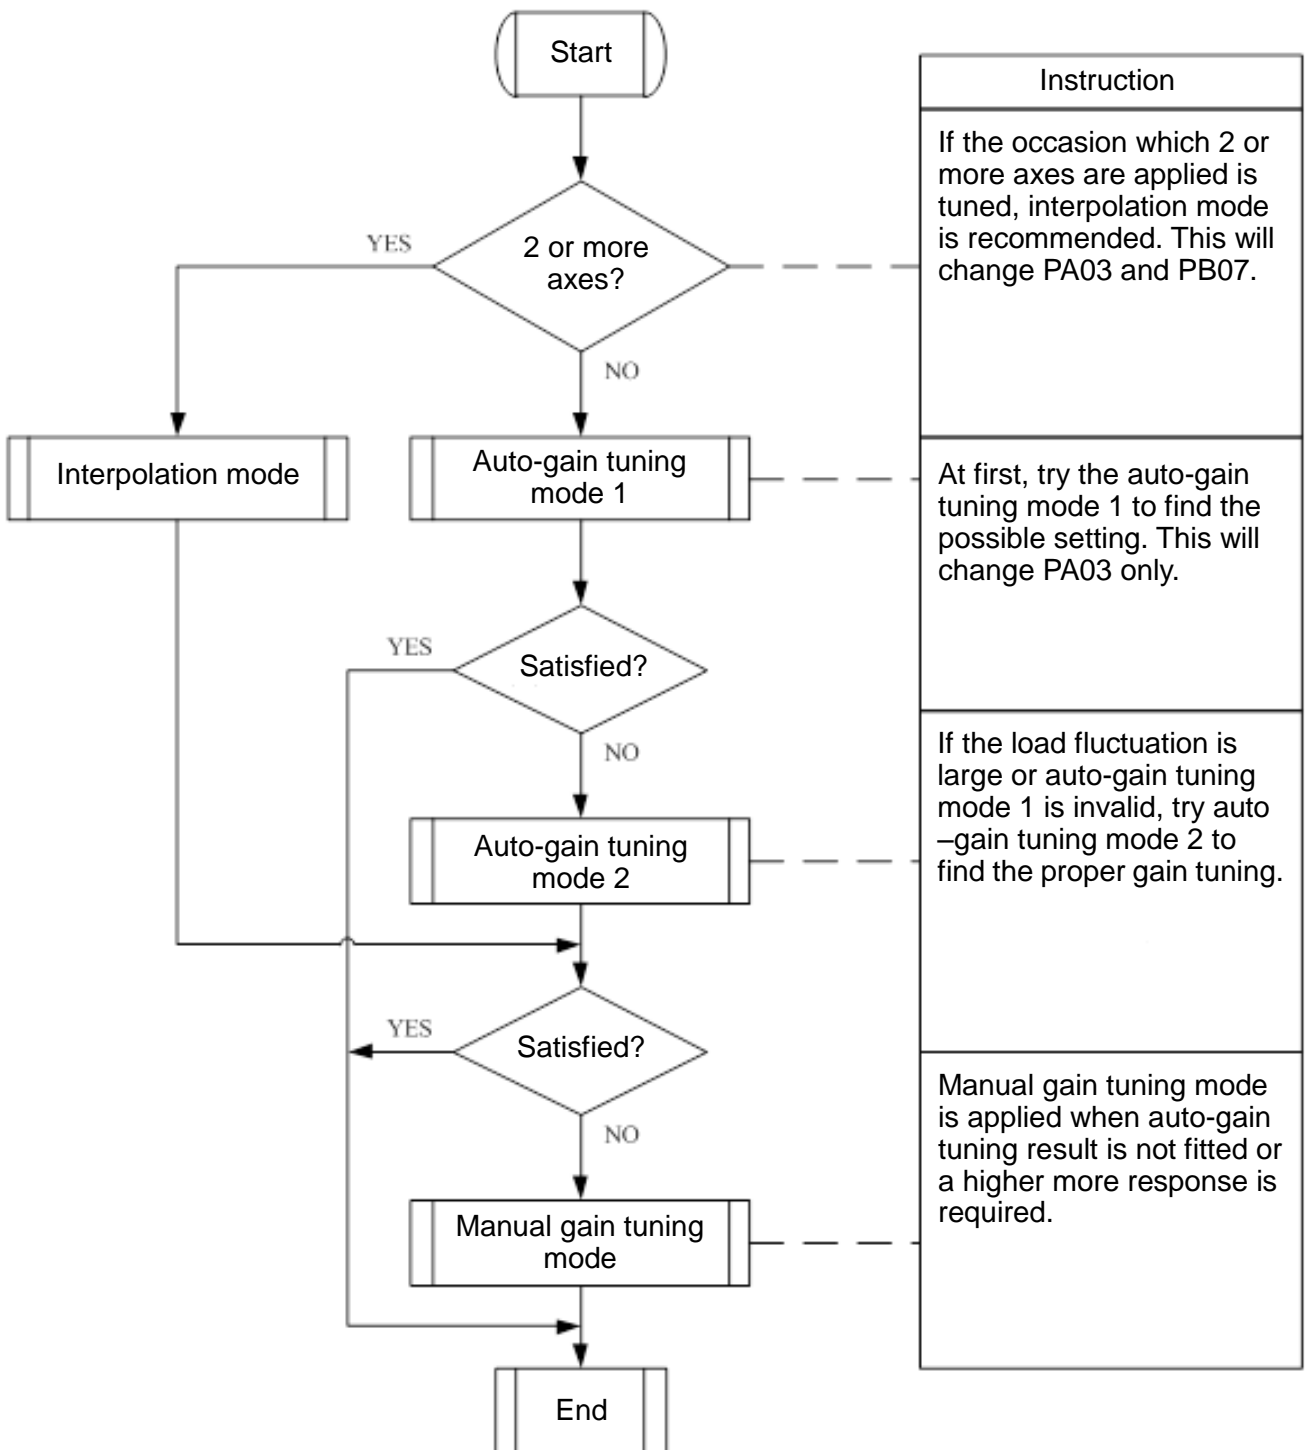 Start
2 or more
axes?
YES
NO
Interpolation mode
Auto-gain tuning
mode 1
Satisfied?
YES
NO
Auto-gain tuning
mode 2
Satisfied?
YES
NO
Manual gain tuning
mode
End
Instruction
If the occasion which 2 or
more axes are applied is
tuned, interpolation mode
is recommended. This will
change PA03 and PB07.
At first, try the auto-gain
tuning mode 1 to find the
possible setting. This will
change PA03 only.
If the load fluctuation is
large or auto-gain tuning
mode 1 is invalid, try auto
–gain tuning mode 2 to
find the proper gain tuning.
Manual gain tuning mode
is applied when auto-gain
tuning result is not fitted or
a higher more response is
required.